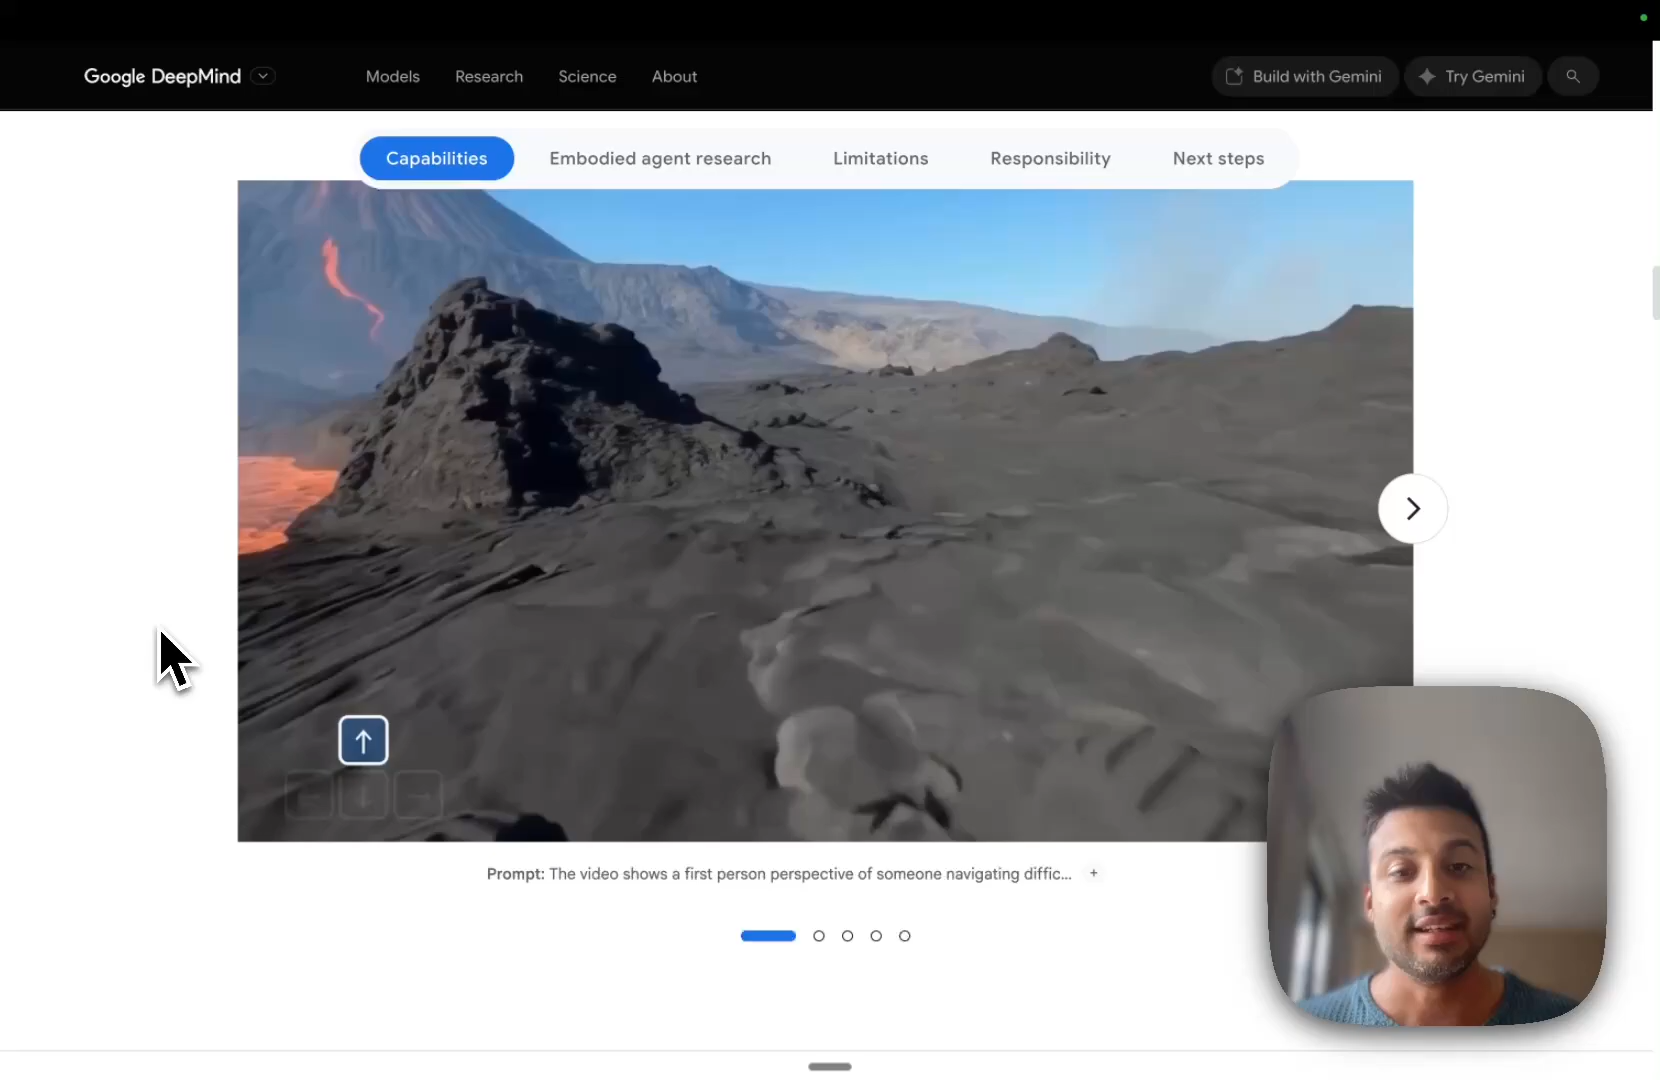 Google DeepMind
Models
Research
Science
About
Build with Gemini
Try Gemini
Capabilities
Embodied agent research
Limitations
Responsibility
Next steps
Prompt: The video shows a first person perspective of someone navigating diffic... +